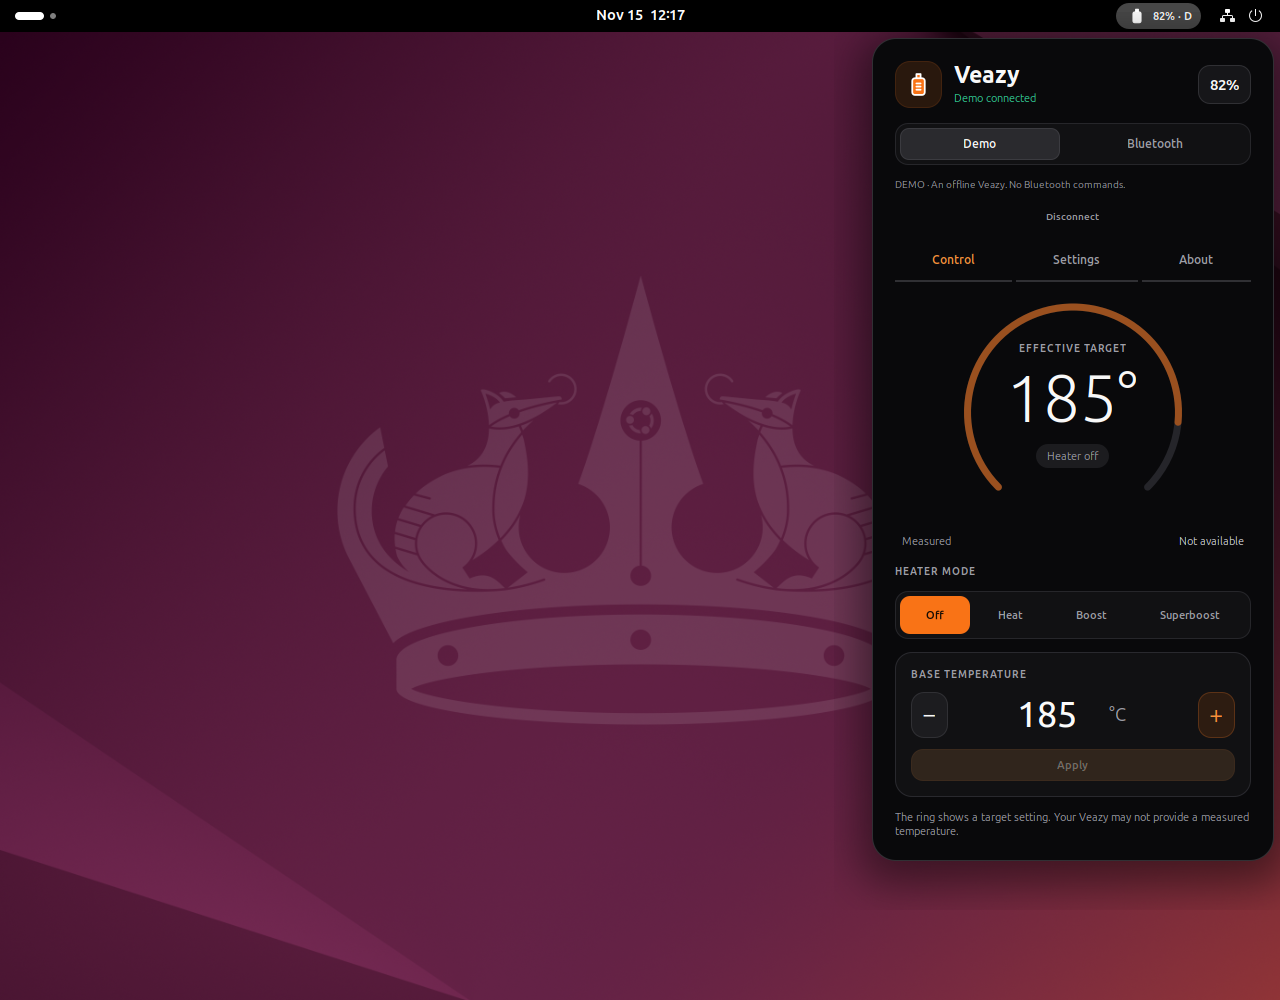 Nov 15 12:17
82% · D
Veazy
Demo connected
82%
Demo
Bluetooth
DEMO · An offline Veazy. No Bluetooth commands.
Disconnect
Control
Settings
About
EFFECTIVE TARGET
185°
Heater off
Measured
Not available
HEATER MODE
Off
Heat
Boost
Superboost
BASE TEMPERATURE
−
185
°C
+
Apply
The ring shows a target setting. Your Veazy may not provide a measured
temperature.